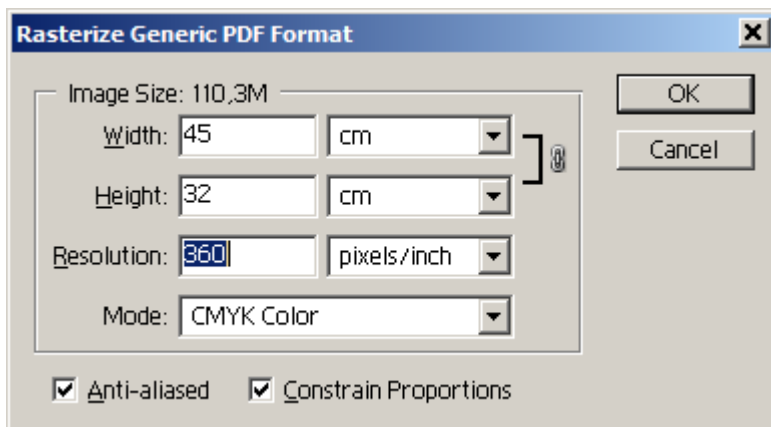 Rasterize Generic PDF Format
Image Size: 110,3M
OK
Width: 45 cm
Cancel
Height: 32 cm
Resolution: 360 pixels/inch
Mode: CMYK Color
Anti-aliased Constrain Proportions